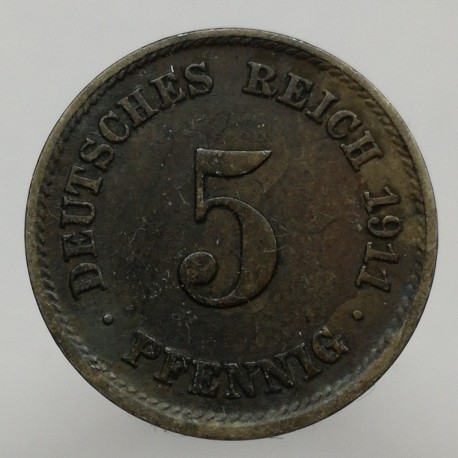 DEUTSCHES REICH 1911
5
· PFENNIG ·